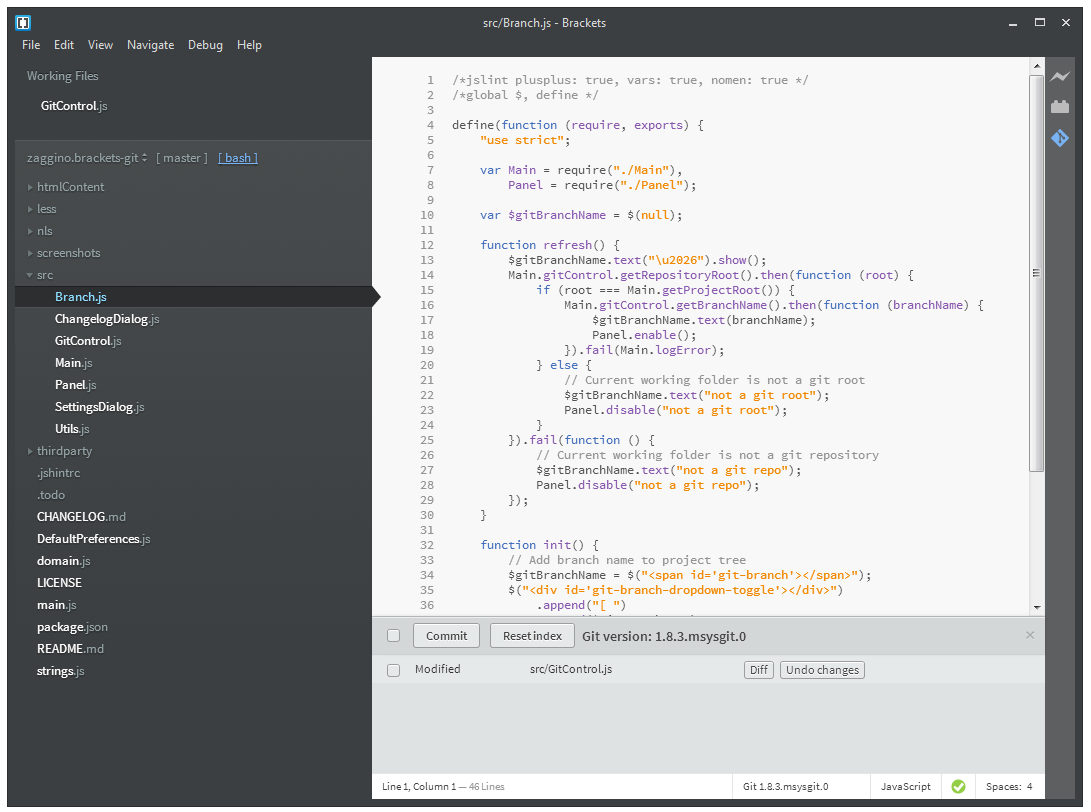 src/Branch.js - Brackets
File Edit View Navigate Debug Help
Working Files
GitControl.js
zaggino.brackets-git [ master ] [ bash ]
htmlContent
less
nls
screenshots
src
Branch.js
ChangelogDialog.js
GitControl.js
Main.js
Panel.js
SettingsDialog.js
Utils.js
thirdparty
.jshintrc
.todo
CHANGELOG.md
DefaultPreferences.js
domain.js
LICENSE
main.js
package.json
README.md
strings.js
1 /*jslint plusplus: true, vars: true, nomen: true */
2 /*global $, define */
3
4 define(function (require, exports) {
5     "use strict";
6
7     var Main = require("./Main"),
8         Panel = require("./Panel");
9
10     var $gitBranchName = $(null);
11
12     function refresh() {
13         $gitBranchName.text("\u2026").show();
14         Main.gitControl.getRepositoryRoot().then(function (root) {
15             if (root === Main.getProjectRoot()) {
16                 Main.gitControl.getBranchName().then(function (branchName) {
17                     $gitBranchName.text(branchName);
18                     Panel.enable();
19                 }).fail(Main.logError);
20             } else {
21                 // Current working folder is not a git root
22                 $gitBranchName.text("not a git root");
23                 Panel.disable("not a git root");
24             }
25         }).fail(function () {
26             // Current working folder is not a git repository
27             $gitBranchName.text("not a git repo");
28             Panel.disable("not a git repo");
29         });
30     }
31
32     function init() {
33         // Add branch name to project tree
34         $gitBranchName = $("<span id='git-branch'></span>");
35         $("<div id='git-branch-dropdown-toggle'></div>")
36             .append("[ ")
Commit Reset index Git version: 1.8.3.msysgit.0
Modified src/GitControl.js Diff Undo changes
Line 1, Column 1 — 46 Lines Git 1.8.3.msysgit.0 JavaScript Spaces: 4